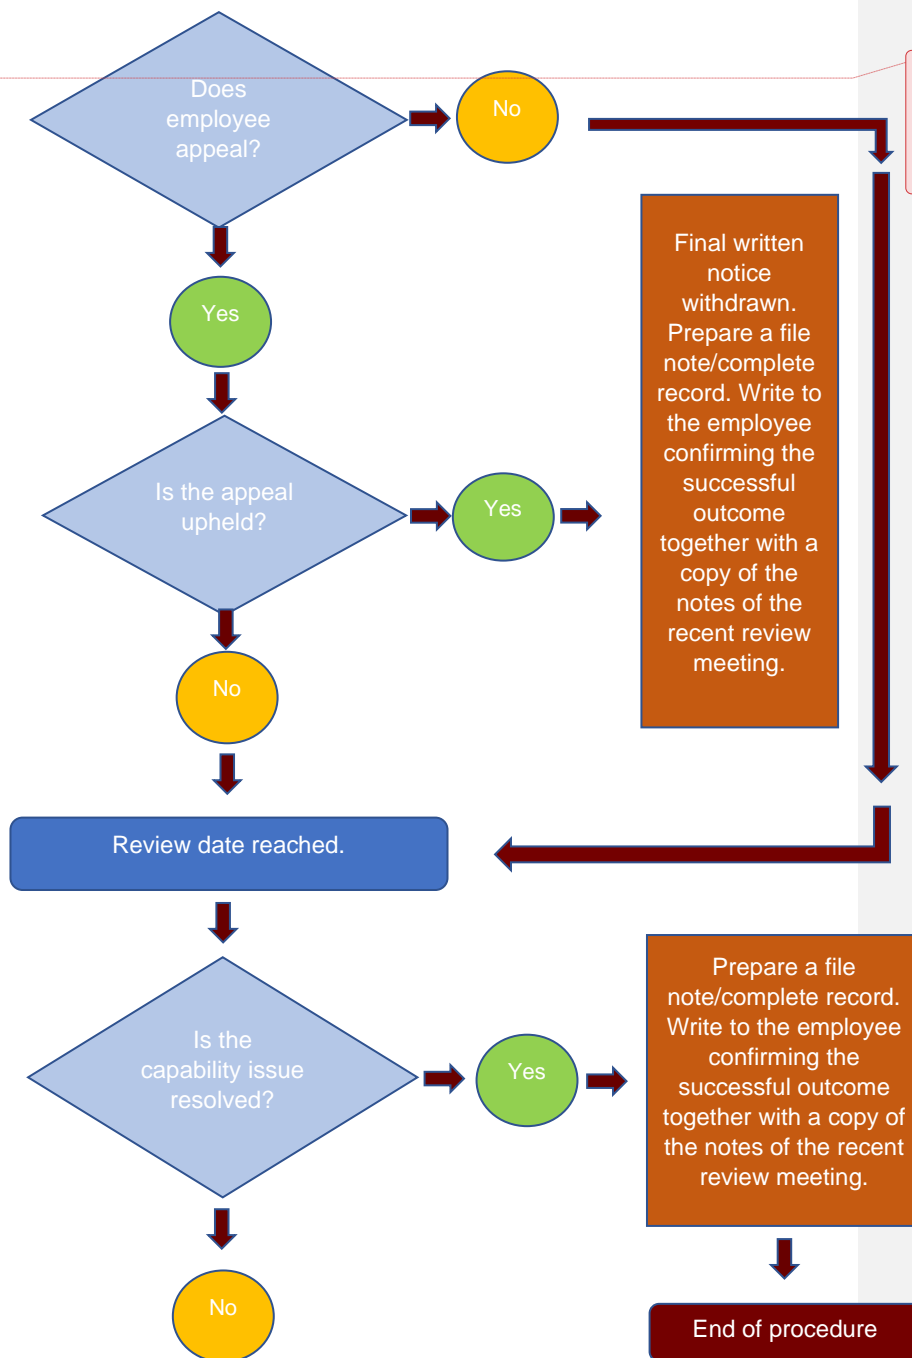 Does
employee
appeal?
No
Yes
Final written
notice
withdrawn.
Prepare a file
note/complete
record. Write to
the employee
confirming the
successful
outcome
together with a
copy of the
notes of the
recent review
meeting.
Is the appeal
upheld?
Yes
No
Review date reached.
Is the
capability issue
resolved?
Yes
Prepare a file
note/complete record.
Write to the employee
confirming the
successful outcome
together with a copy of
the notes of the recent
review meeting.
No
End of procedure